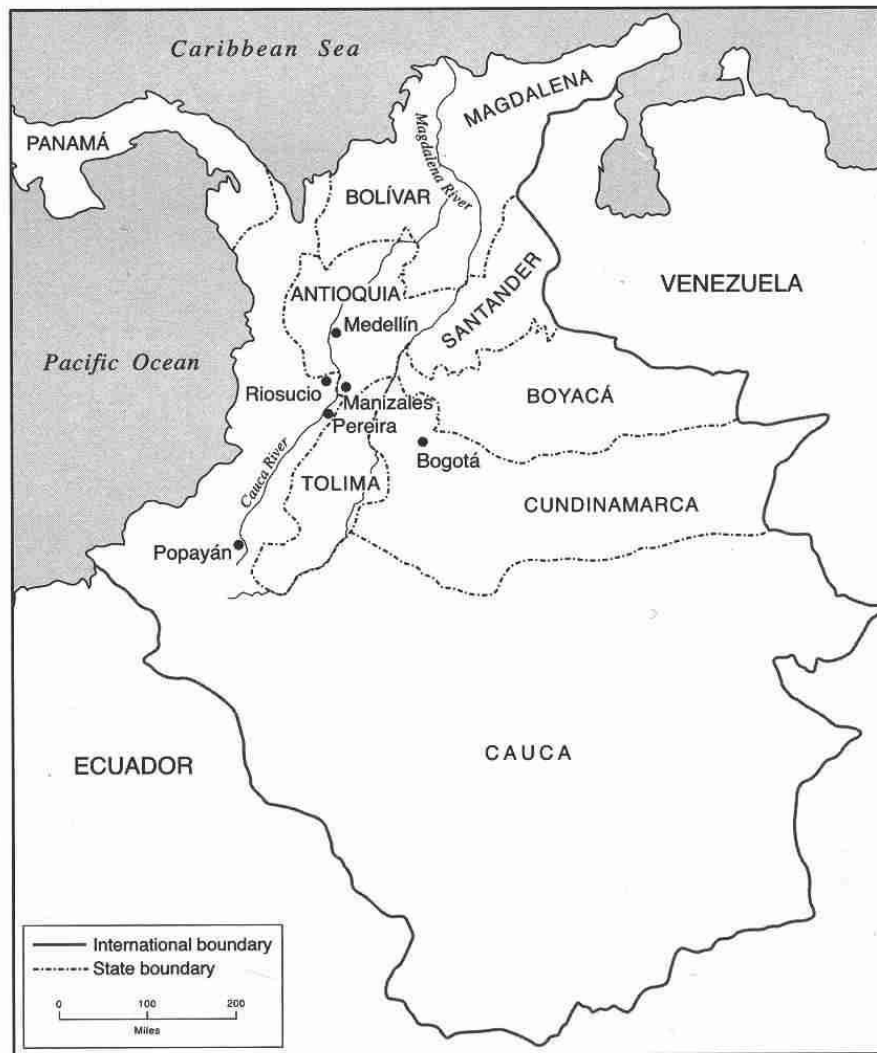 Caribbean Sea
MAGDALENA
PANAMÁ
Magdalena River
BOLÍVAR
VENEZUELA
SANTANDER
ANTIOQUIA
Medellín
Pacific Ocean
Riosucio
Manizales
BOYACÁ
Pereira
Bogotá
Cauca River
TOLIMA
CUNDINAMARCA
Popayán
CAUCA
ECUADOR
International boundary
State boundary
0 100 200
Miles